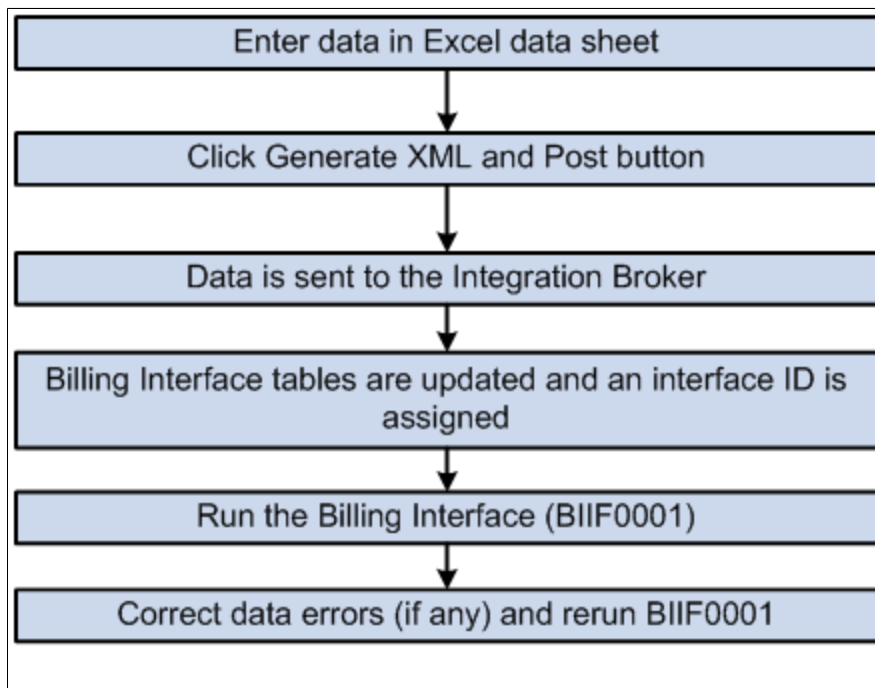 Enter data in Excel data sheet
Click Generate XML and Post button
Data is sent to the Integration Broker
Billing Interface tables are updated and an interface ID is
assigned
Run the Billing Interface (BIIF0001)
Correct data errors (if any) and rerun BIIF0001